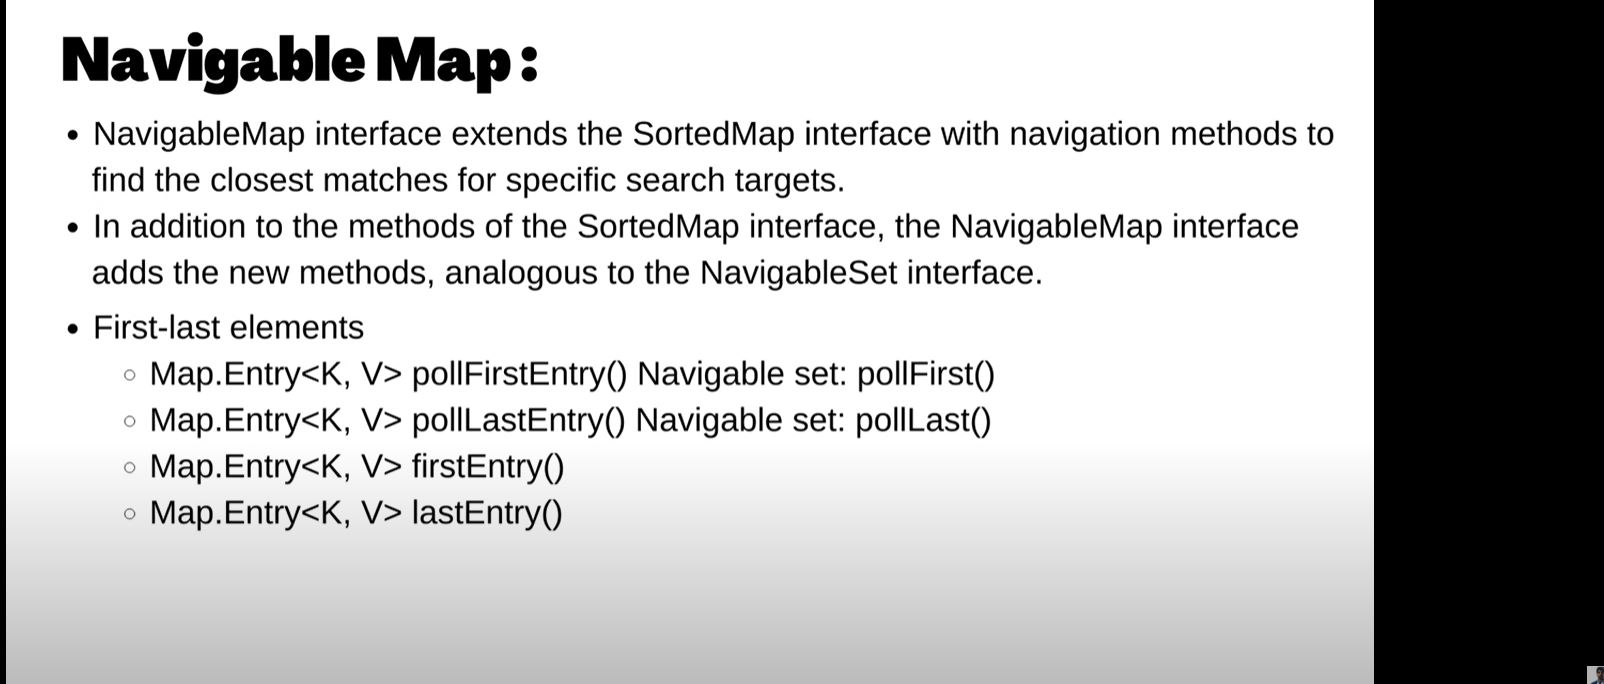 Navigable Map:
• NavigableMap interface extends the SortedMap interface with navigation methods to
find the closest matches for specific search targets.
• In addition to the methods of the SortedMap interface, the NavigableMap interface
adds the new methods, analogous to the NavigableSet interface.
• First-last elements
○ Map.Entry<K, V> pollFirstEntry() Navigable set: pollFirst()
○ Map.Entry<K, V> pollLastEntry() Navigable set: pollLast()
○ Map.Entry<K, V> firstEntry()
○ Map.Entry<K, V> lastEntry()